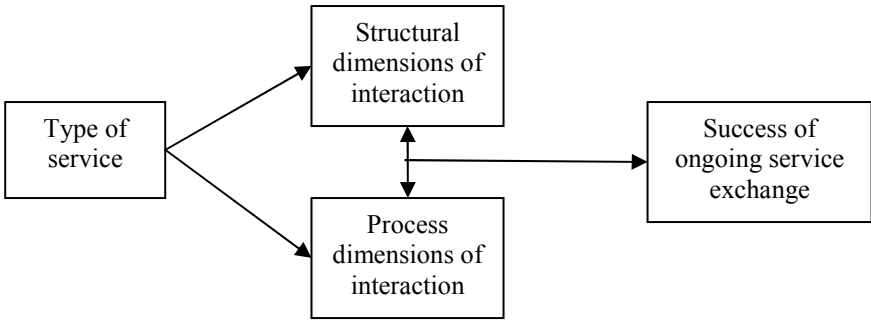 Structural
dimensions of
interaction
Type of
service
Success of
ongoing service
exchange
Process
dimensions of
interaction